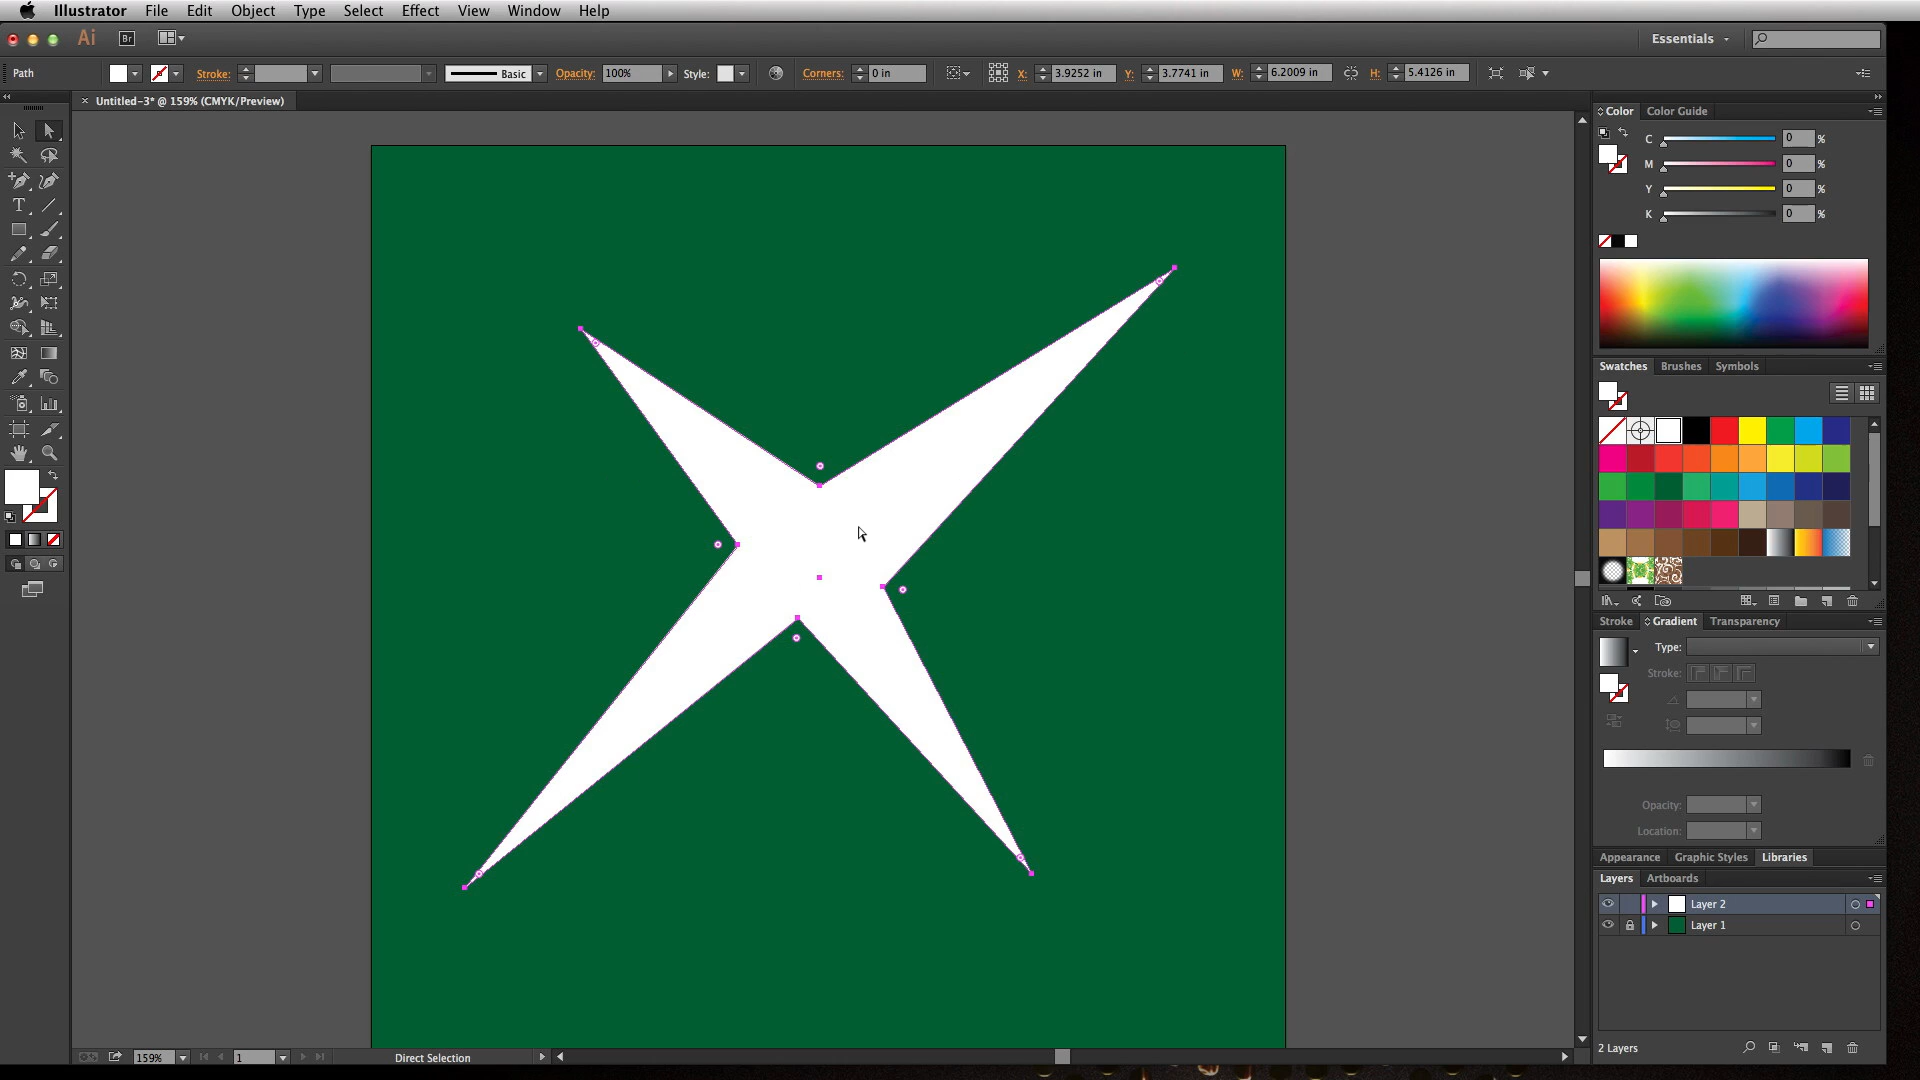 Illustrator File Edit Object Type Select Effect View Window Help
Ai Br Essentials
Path Stroke: Basic Opacity: 100% Style: Corners: 0 in X: 3.9252 in Y: 3.7741 in W: 6.2009 in H: 5.4126 in
Untitled-3* @ 159% (CMYK/Preview)
Color Color Guide
C 0 %
M 0 %
Y 0 %
K 0 %
T
Swatches Brushes Symbols
Stroke Gradient Transparency
Type:
Stroke:
Opacity:
Location:
Appearance Graphic Styles Libraries
Layers Artboards
Layer 2
Layer 1
2 Layers
159% 1 Direct Selection